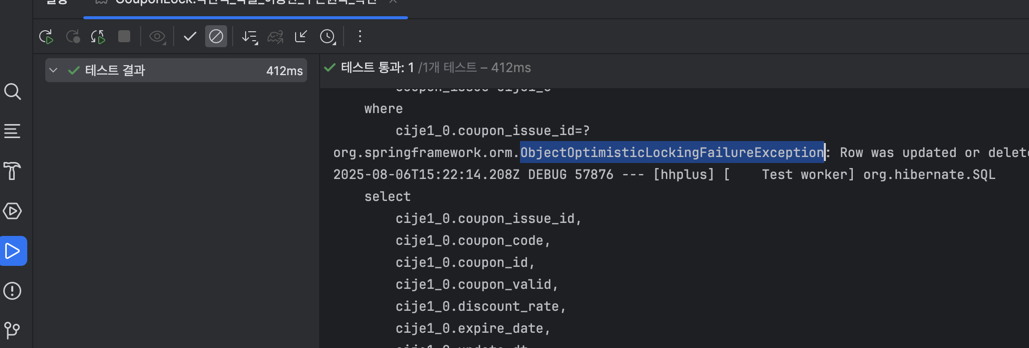 테스트 결과 412ms
테스트 통과: 1 /1개 테스트 – 412ms
where
cije1_0.coupon_issue_id=?
org.springframework.orm.ObjectOptimisticLockingFailureException: Row was updated or delete
2025-08-06T15:22:14.208Z DEBUG 57876 --- [hhplus] [    Test worker] org.hibernate.SQL
select
cije1_0.coupon_issue_id,
cije1_0.coupon_code,
cije1_0.coupon_id,
cije1_0.coupon_valid,
cije1_0.discount_rate,
cije1_0.expire_date,